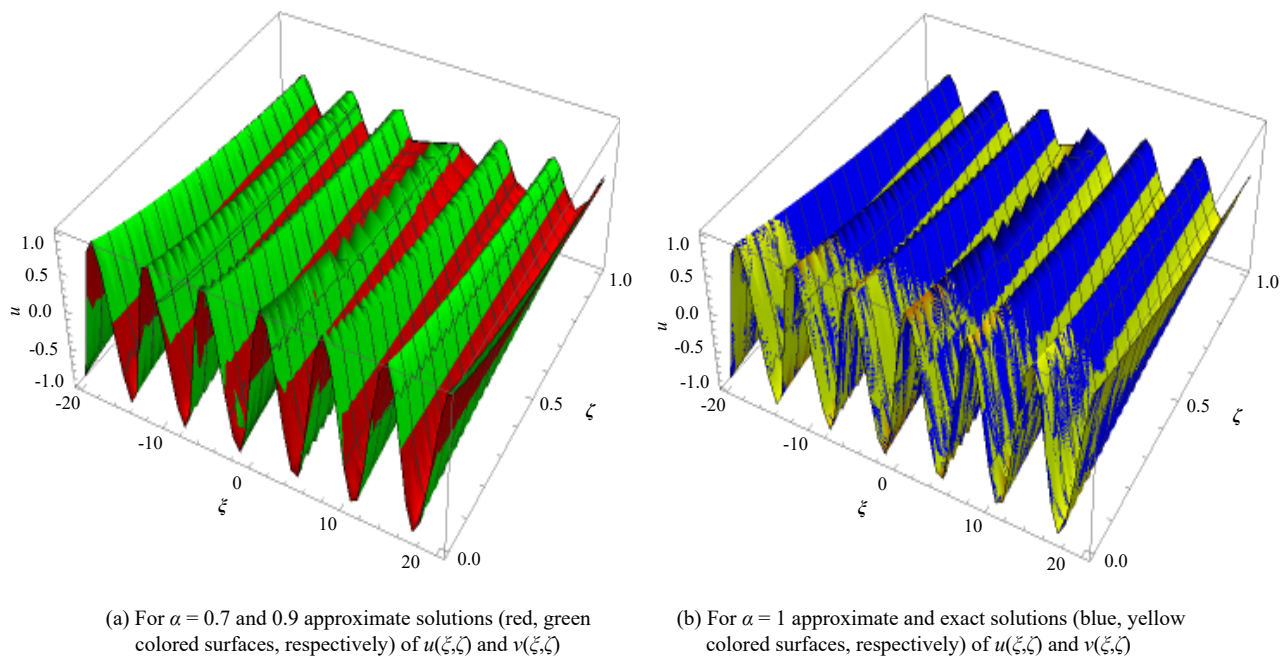 1.0
0.5
0.0
-0.5
-1.0
u
-20
-10
0
10
20
ξ
0.0
0.5
1.0
ζ
1.0
0.5
0.0
-0.5
-1.0
u
-20
-10
0
10
20
ξ
0.0
0.5
1.0
ζ
(a) For α = 0.7 and 0.9 approximate solutions (red, green
colored surfaces, respectively) of u(ξ,ζ) and v(ξ,ζ)
(b) For α = 1 approximate and exact solutions (blue, yellow
colored surfaces, respectively) of u(ξ,ζ) and v(ξ,ζ)